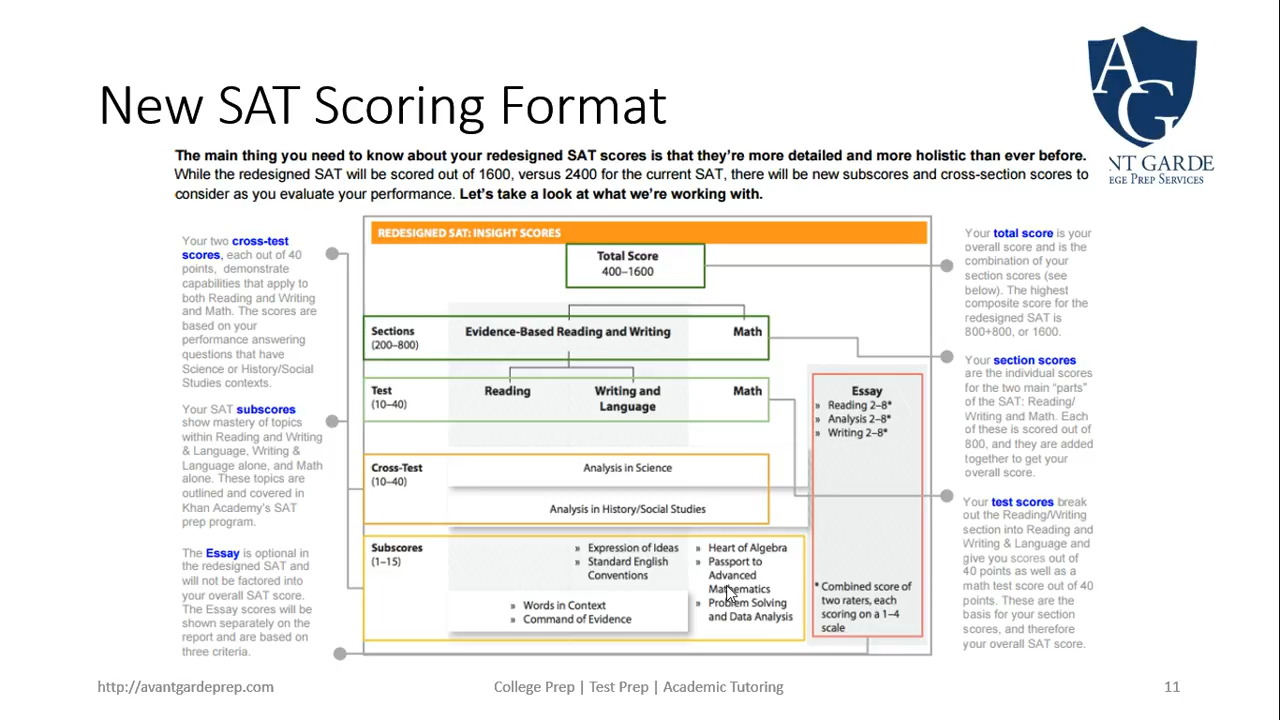 New SAT Scoring Format
AG
NT GARDE
EGE PREP SERVICES
The main thing you need to know about your redesigned SAT scores is that they're more detailed and more holistic than ever before.
While the redesigned SAT will be scored out of 1600, versus 2400 for the current SAT, there will be new subscores and cross-section scores to
consider as you evaluate your performance. Let's take a look at what we're working with.
Your two cross-test
scores, each out of 40
points, demonstrate
capabilities that apply to
both Reading and Writing
and Math. The scores are
based on your
performance answering
questions that have
Science or History/Social
Studies contexts.
Your SAT subscores
show mastery of topics
within Reading and Writing
& Language, Writing &
Language alone, and Math
alone. These topics are
outlined and covered in
Khan Academy's SAT
prep program.
The Essay is optional in
the redesigned SAT and
will not be factored into
your overall SAT score.
The Essay scores will be
shown separately on the
report and are based on
three criteria.
REDESIGNED SAT: INSIGHT SCORES
Total Score
400–1600
Sections
(200–800)
Evidence-Based Reading and Writing
Math
Test
(10–40)
Reading
Writing and
Language
Math
Cross-Test
(10–40)
Analysis in Science
Analysis in History/Social Studies
Subscores
(1–15)
» Expression of Ideas
» Standard English
Conventions
» Words in Context
» Command of Evidence
» Heart of Algebra
» Passport to
Advanced
Mathematics
» Problem Solving
and Data Analysis
Essay
» Reading 2–8*
» Analysis 2–8*
» Writing 2–8*
* Combined score of
two raters, each
scoring on a 1–4
scale
Your total score is your
overall score and is the
combination of your
section scores (see
below). The highest
composite score for the
redesigned SAT is
800+800, or 1600.
Your section scores
are the individual scores
for the two main "parts"
of the SAT: Reading/
Writing and Math. Each
of these is scored out of
800, and they are added
together to get your
overall score.
Your test scores break
out the Reading/Writing
section into Reading and
Writing & Language and
give you scores out of
40 points as well as a
math test score out of 40
points. These are the
basis for your section
scores, and therefore
your overall SAT score.
http://avantgardeprep.com
College Prep | Test Prep | Academic Tutoring
11